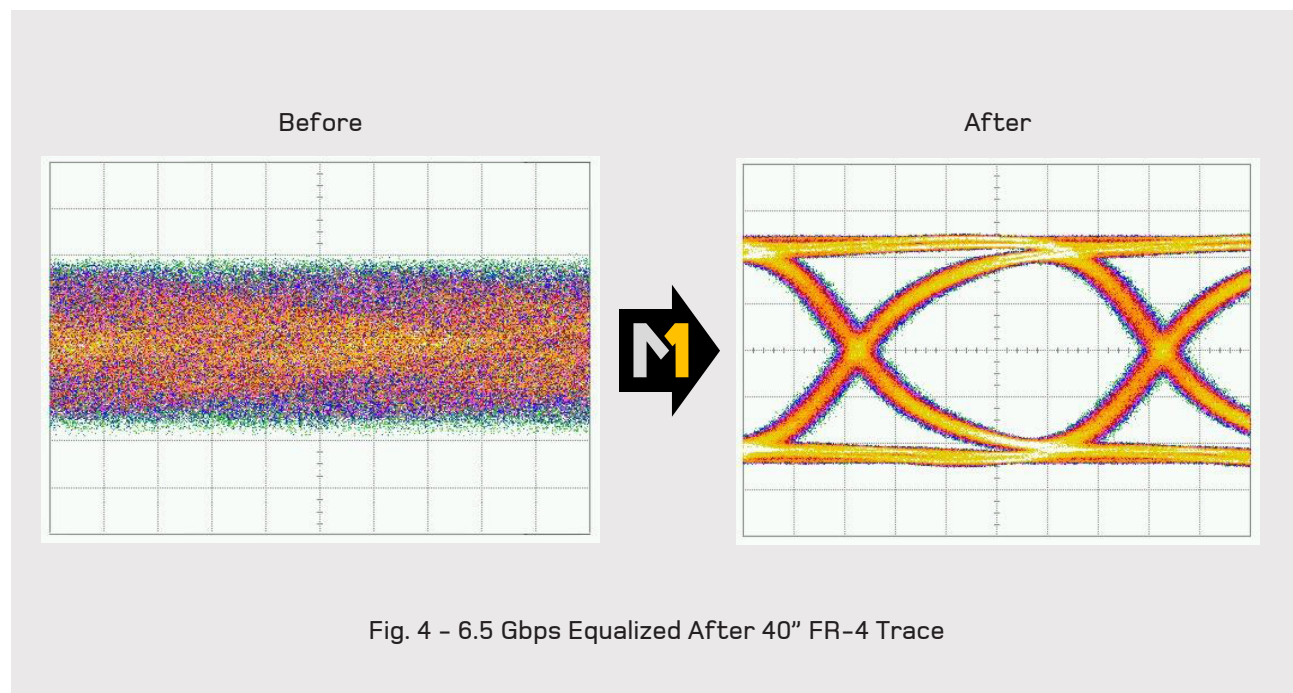 Before
After
M1
Fig. 4 – 6.5 Gbps Equalized After 40” FR-4 Trace